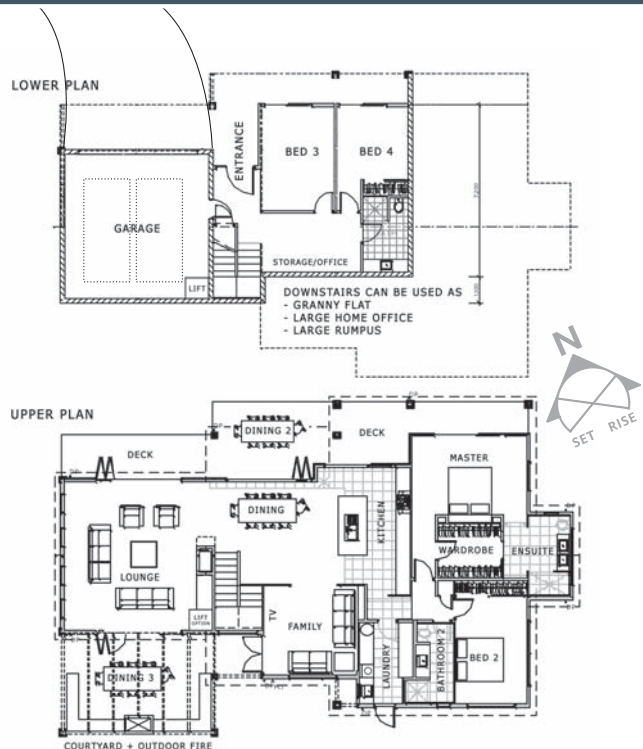 LOWER PLAN
ENTRANCE
BED 3
BED 4
GARAGE
STORAGE/OFFICE
LIFT
DOWNSTAIRS CAN BE USED AS
- GRANNY FLAT
- LARGE HOME OFFICE
- LARGE RUMPUS
N
SET RISE
UPPER PLAN
DINING 2
DECK
DECK
MASTER
DINING
KITCHEN
WARDROBE
ENSUITE
LOUNGE
LIFT
OPTION
TV
FAMILY
LAUNDRY
BATHROOM 2
BED 2
DINING 3
COURTYARD + OUTDOOR FIRE